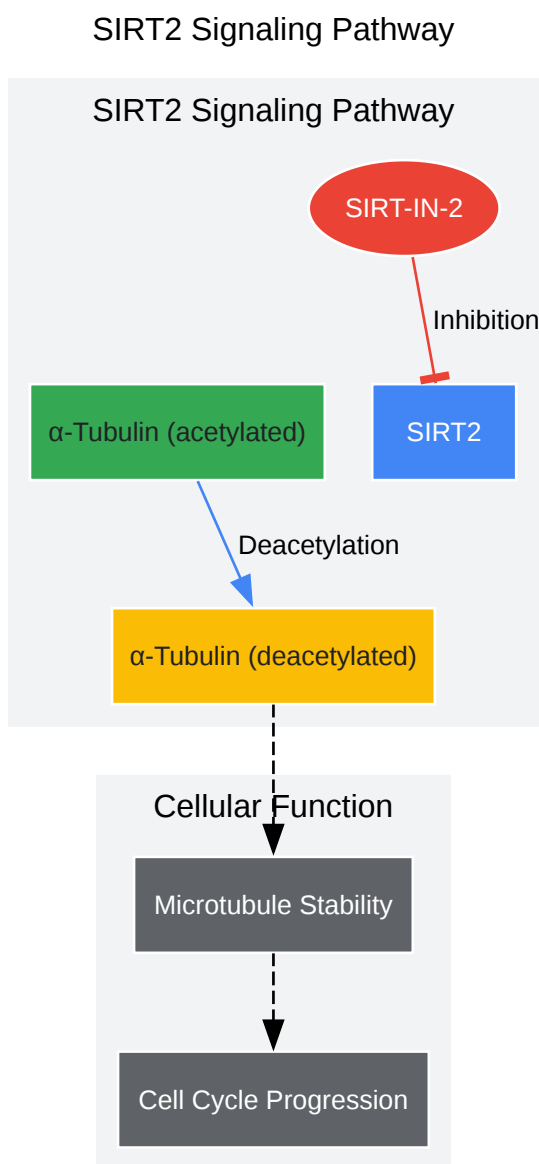 SIRT2 Signaling Pathway
SIRT2 Signaling Pathway
SIRT-IN-2
Inhibition
α-Tubulin (acetylated)
SIRT2
Deacetylation
α-Tubulin (deacetylated)
Cellular Function
Microtubule Stability
Cell Cycle Progression